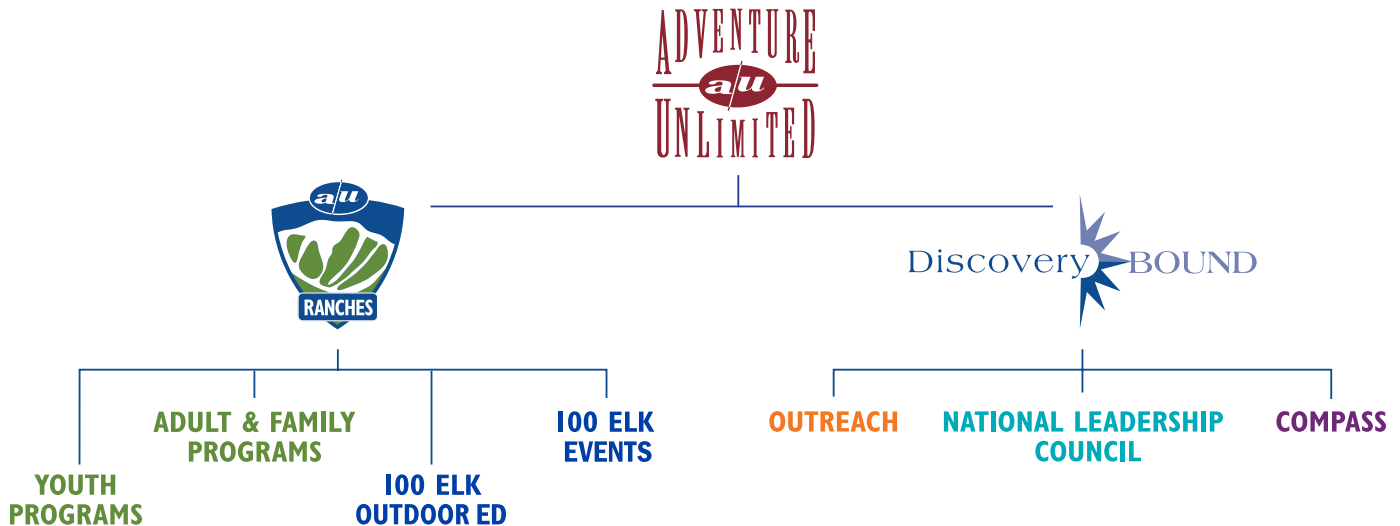 ADVENTURE
a/u
UNLIMITED
a/u
RANCHES
Discovery BOUND
YOUTH
PROGRAMS
ADULT & FAMILY
PROGRAMS
100 ELK
OUTDOOR ED
100 ELK
EVENTS
OUTREACH
NATIONAL LEADERSHIP
COUNCIL
COMPASS